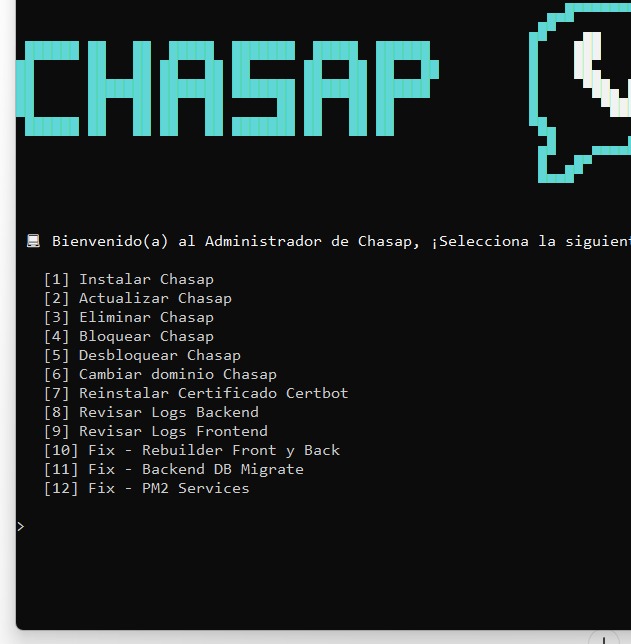 CHASAP
Bienvenido(a) al Administrador de Chasap, ¡Selecciona la
[1] Instalar Chasap
[2] Actualizar Chasap
[3] Eliminar Chasap
[4] Bloquear Chasap
[5] Desbloquear Chasap
[6] Cambiar dominio Chasap
[7] Reinstalar Certificado Certbot
[8] Revisar Logs Backend
[9] Revisar Logs Frontend
[10] Fix - Rebuilder Front y Back
[11] Fix - Backend DB Migrate
[12] Fix - PM2 Services
>